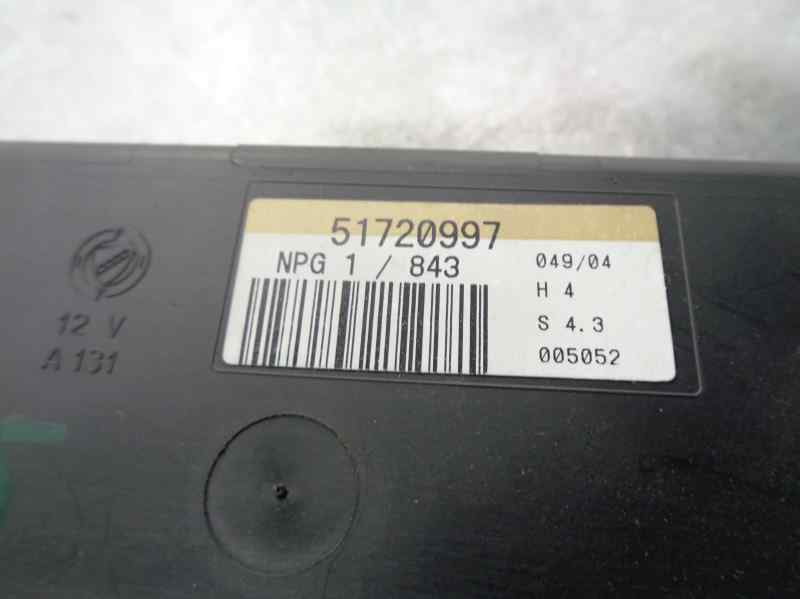 51720997
NPG 1 / 843
049/04
H 4
S 4.3
005052
12 V
A 131